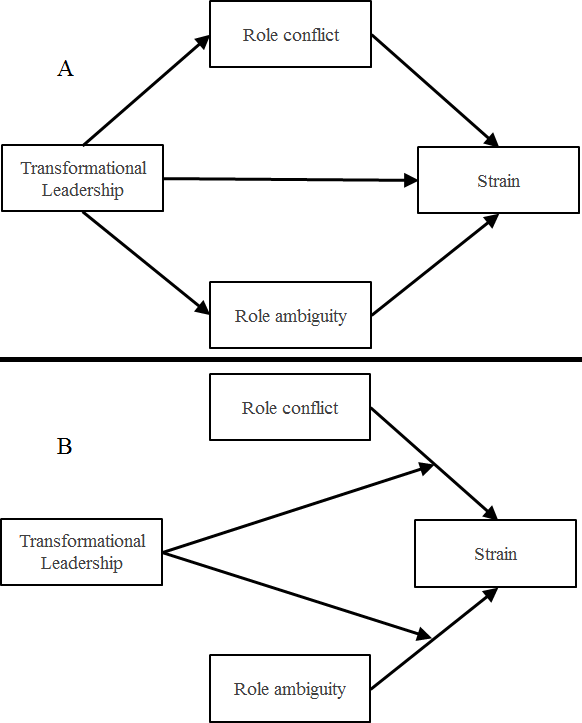 Role conflict
A
Transformational
Leadership
Strain
Role ambiguity
Role conflict
B
Transformational
Leadership
Strain
Role ambiguity